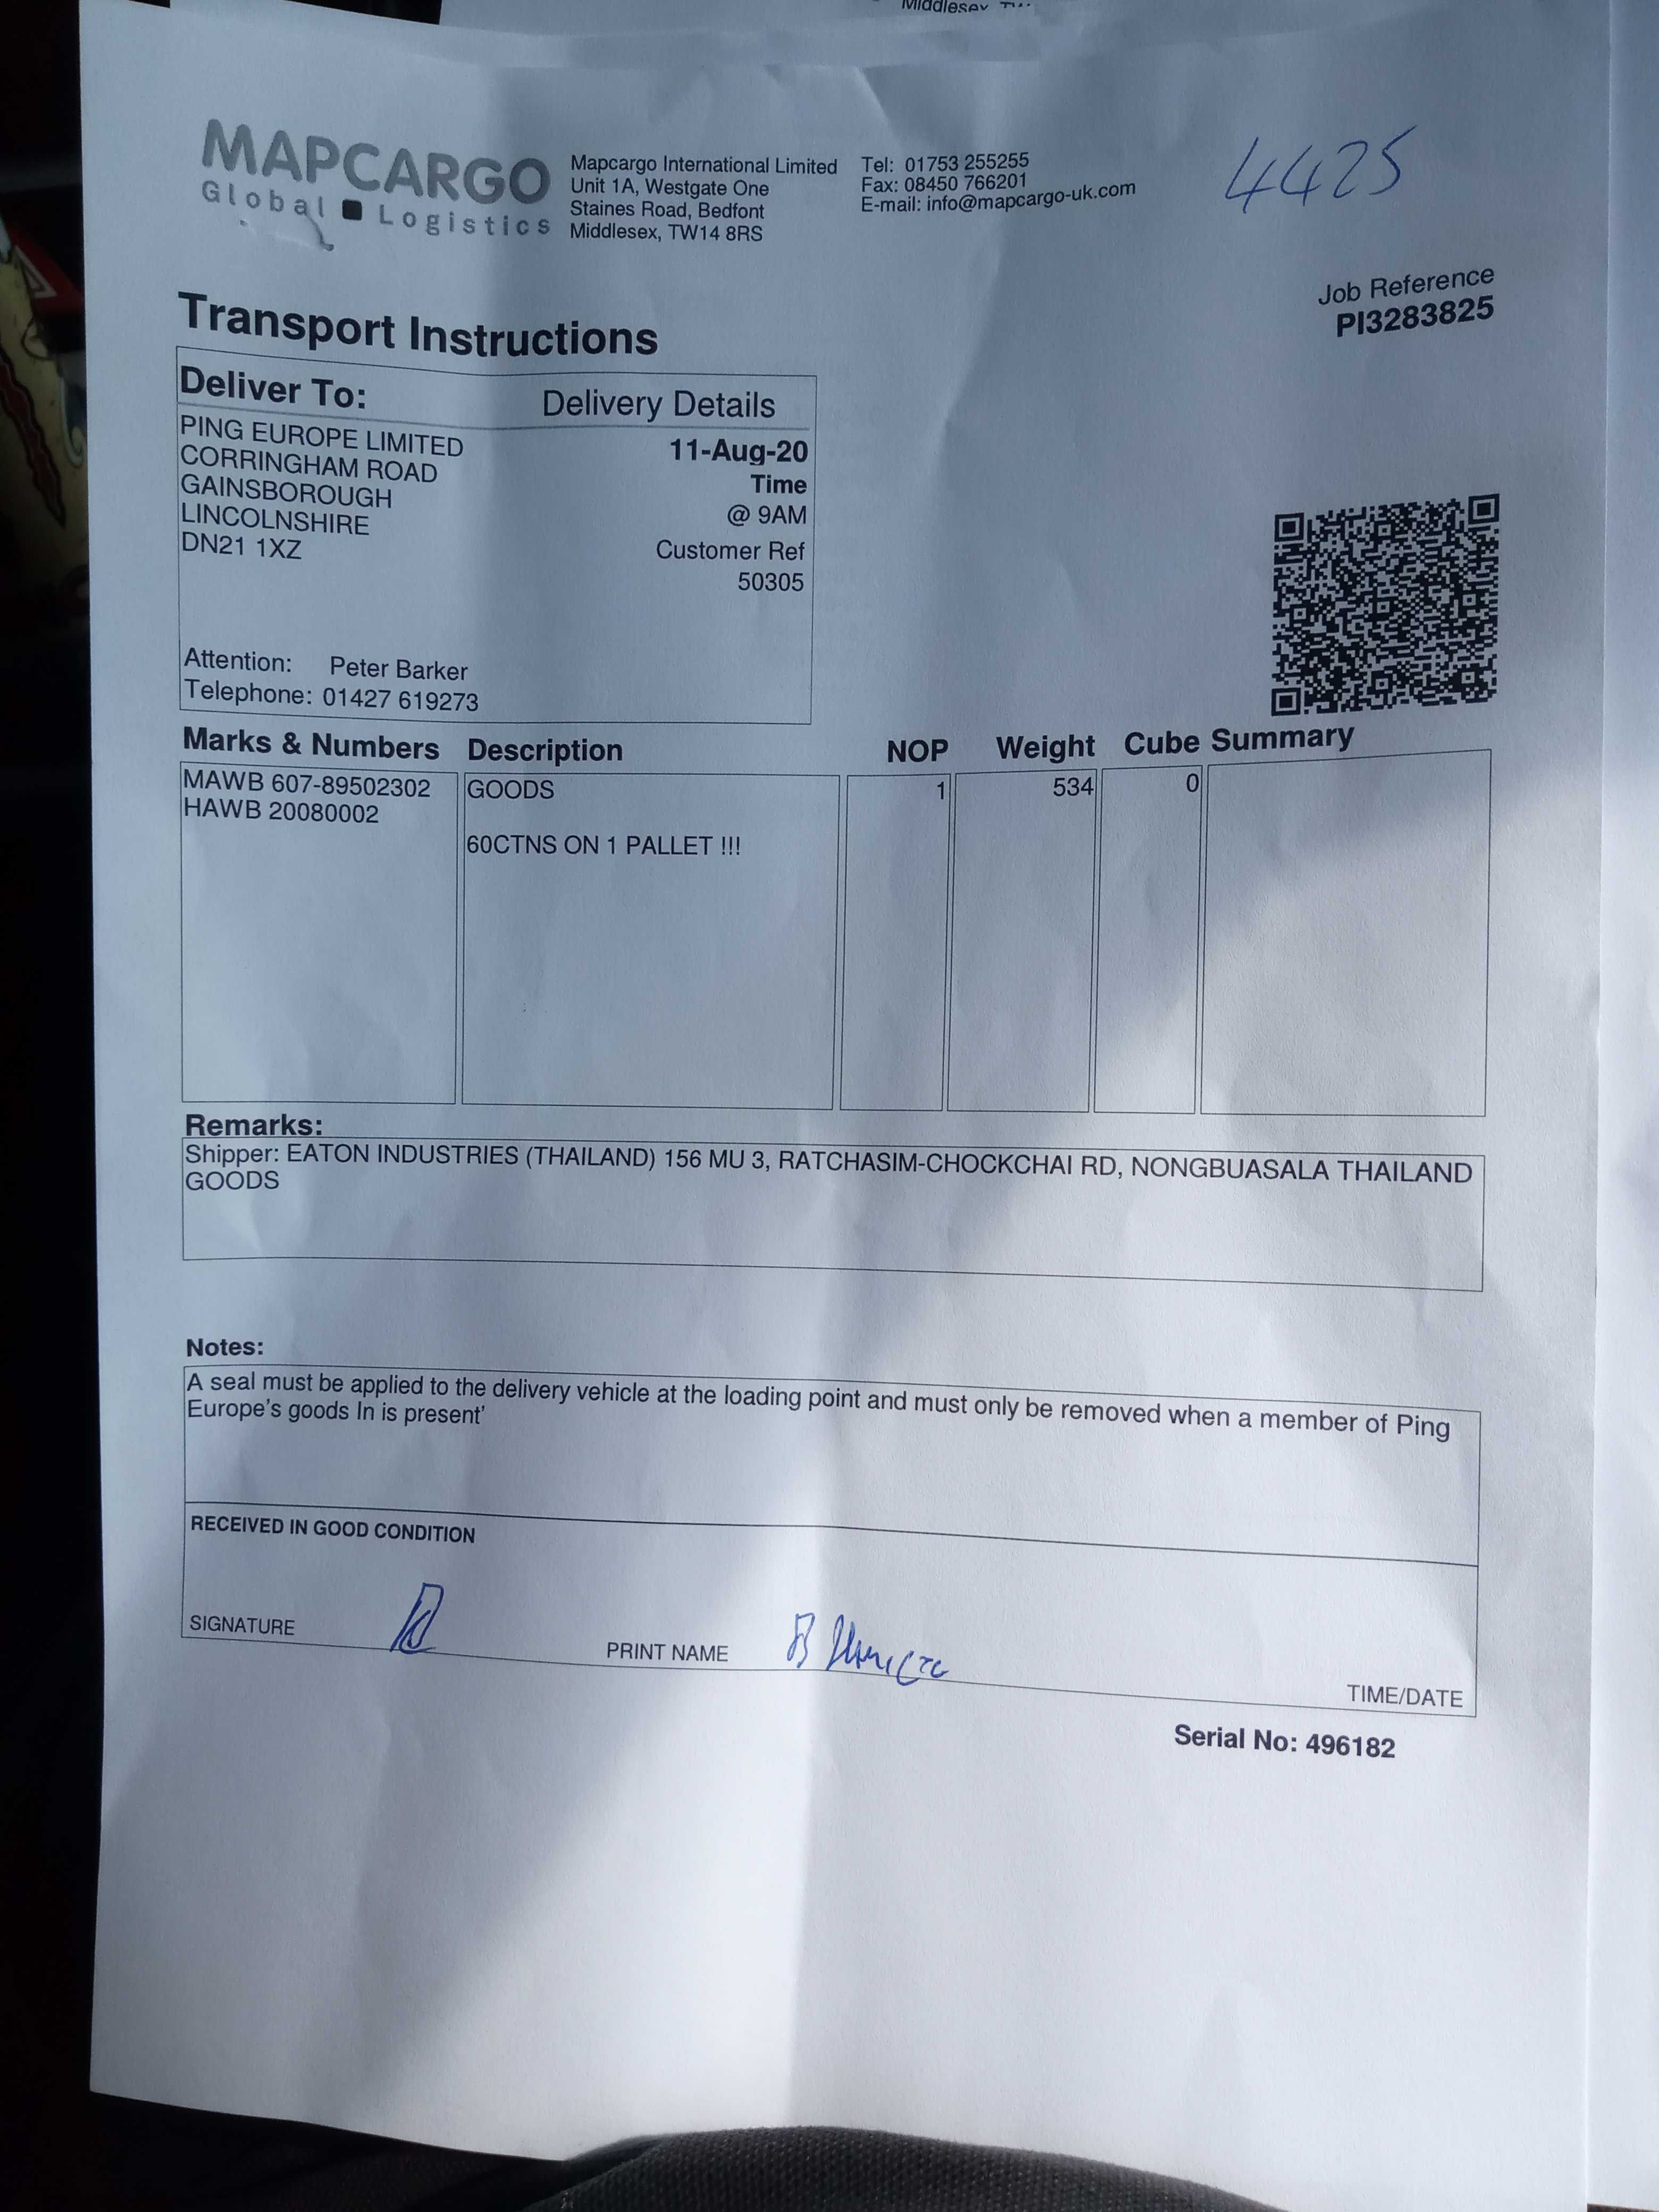 Middlesex, TW
MAPCARGO
Global Logistics
Mapcargo International Limited
Unit 1A, Westgate One
Staines Road, Bedfont
Middlesex, TW14 8RS
Tel: 01753 255255
Fax: 08450 766201
E-mail: info@mapcargo-uk.com
4425
Job Reference
PI3283825
Transport Instructions
Deliver To:
PING EUROPE LIMITED
CORRINGHAM ROAD
GAINSBOROUGH
LINCOLNSHIRE
DN21 1XZ
Attention: Peter Barker
Telephone: 01427 619273
Delivery Details
11-Aug-20
Time
@ 9AM
Customer Ref
50305
Marks & Numbers Description NOP Weight Cube Summary
MAWB 607-89502302 GOODS 1 534 0
HAWB 20080002
60CTNS ON 1 PALLET !!!
Remarks:
Shipper: EATON INDUSTRIES (THAILAND) 156 MU 3, RATCHASIM-CHOCKCHAI RD, NONGBUASALA THAILAND
GOODS
Notes:
A seal must be applied to the delivery vehicle at the loading point and must only be removed when a member of Ping
Europe's goods In is present'
RECEIVED IN GOOD CONDITION
SIGNATURE
PRINT NAME
TIME/DATE
Serial No: 496182